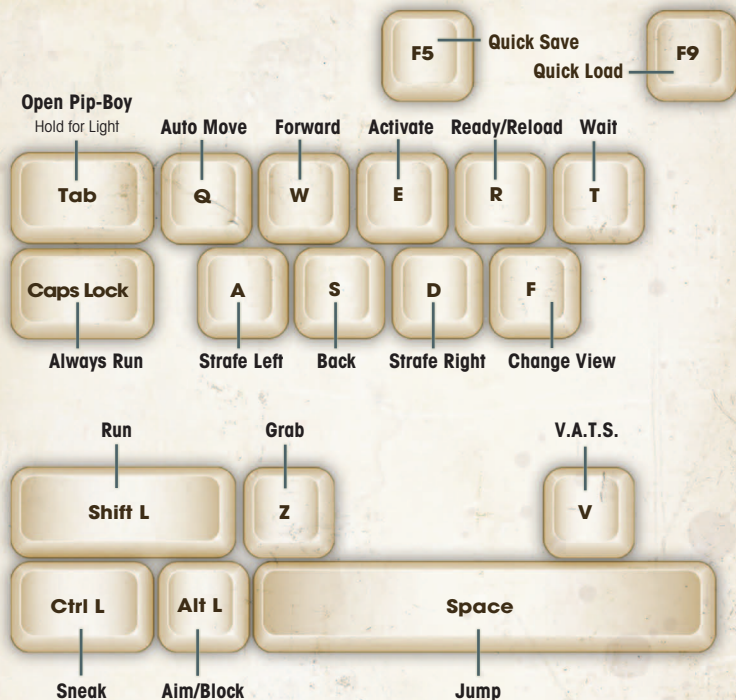 F5
Quick Save
F9
Quick Load
Open Pip-Boy
Hold for Light
Auto Move
Forward
Activate
Ready/Reload
Wait
Tab
Q
W
E
R
T
Caps Lock
A
S
D
F
Always Run
Strafe Left
Back
Strafe Right
Change View
Run
Grab
V.A.T.S.
Shift L
Z
V
Ctrl L
Alt L
Space
Sneak
Aim/Block
Jump